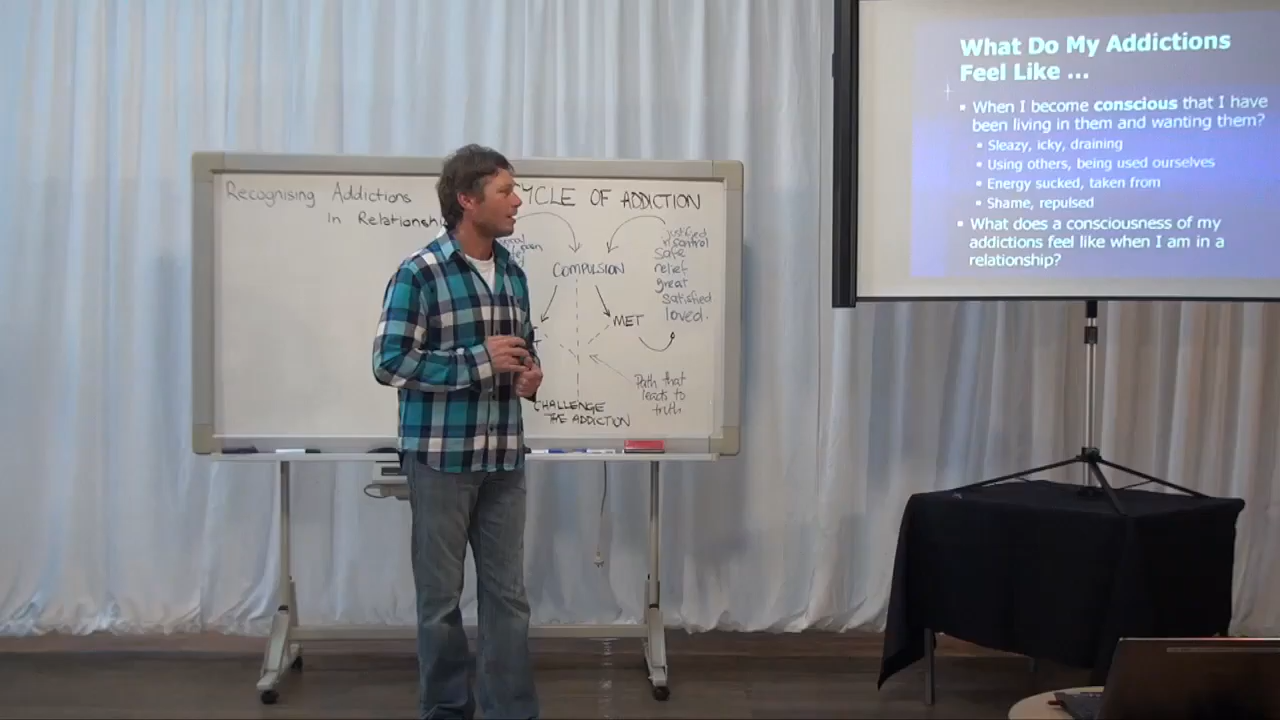 Recognising Addictions
In Relationship
CYCLE OF ADDICTION
COMPULSION
MET
justified
in control
safe
relief
great
satisfied
loved.
Path that
leads to
truth
CHALLENGE
THE ADDICTION
What Do My Addictions
Feel Like ...
▪ When I become conscious that I have
been living in them and wanting them?
• Sleazy, icky, draining
• Using others, being used ourselves
• Energy sucked, taken from
• Shame, repulsed
▪ What does a consciousness of my
addictions feel like when I am in a
relationship?